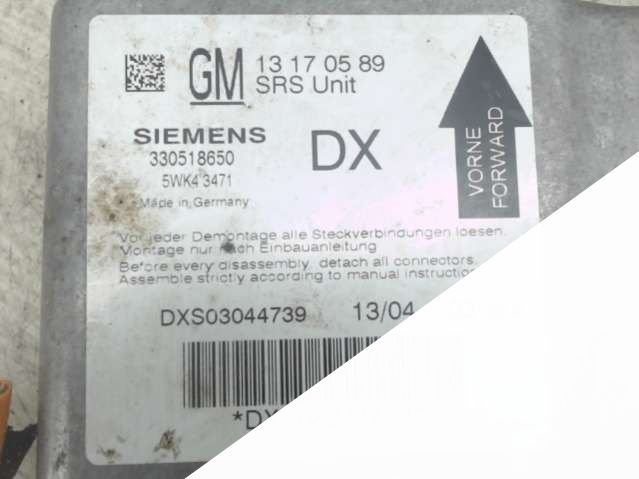 GM 13 17 05 89
SRS Unit
SIEMENS
DX
330518650
5WK4 3471
Made in Germany
VORNE
FORWARD
Vor jeder Demontage alle Steckverbindungen loesen.
Montage nur nach Einbauanleitung
Before every disassembly, detach all connectors.
Assemble strictly according to manual instruction
DXS03044739 13/04
*DX